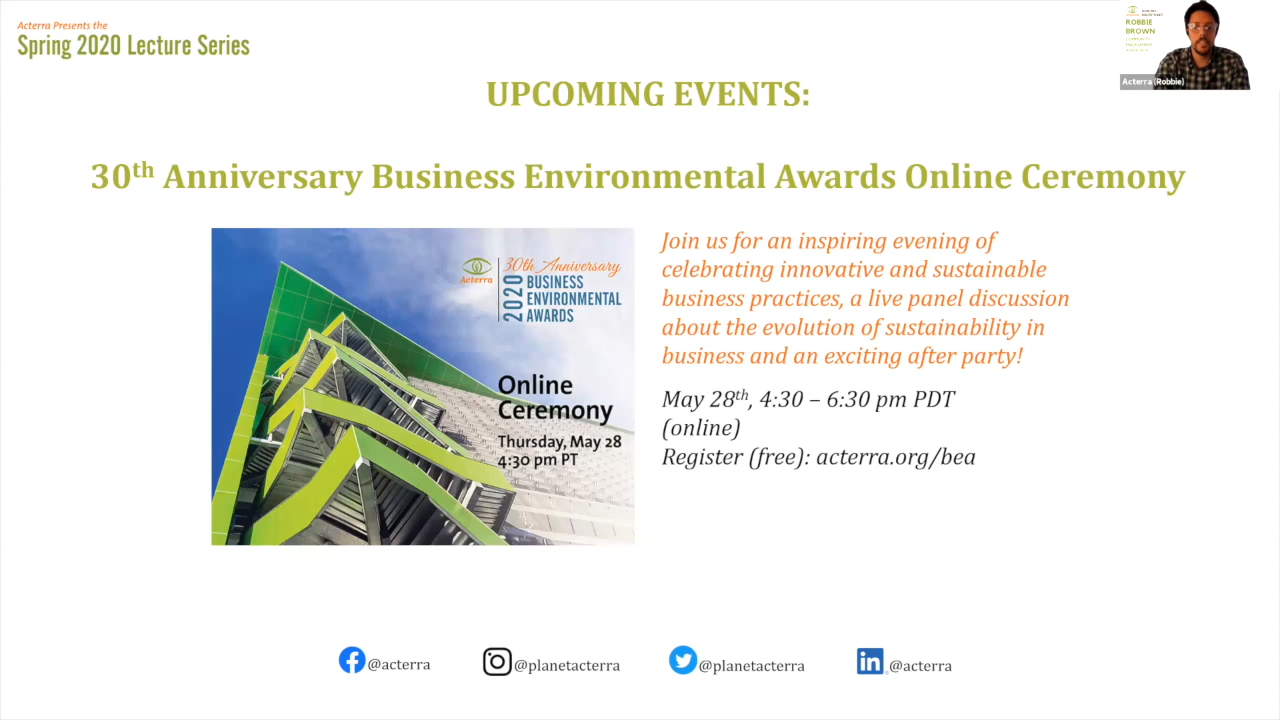 Acterra Presents the
Spring 2020 Lecture Series
ROBBIE
BROWN
Acterra (Robbie)
UPCOMING EVENTS:
30th Anniversary Business Environmental Awards Online Ceremony
Acterra
30th Anniversary
2020
BUSINESS
ENVIRONMENTAL
AWARDS
Online
Ceremony
Thursday, May 28
4:30 pm PT
Join us for an inspiring evening of
celebrating innovative and sustainable
business practices, a live panel discussion
about the evolution of sustainability in
business and an exciting after party!
May 28th, 4:30 – 6:30 pm PDT
(online)
Register (free): acterra.org/bea
@acterra
@planetacterra
@planetacterra
@acterra